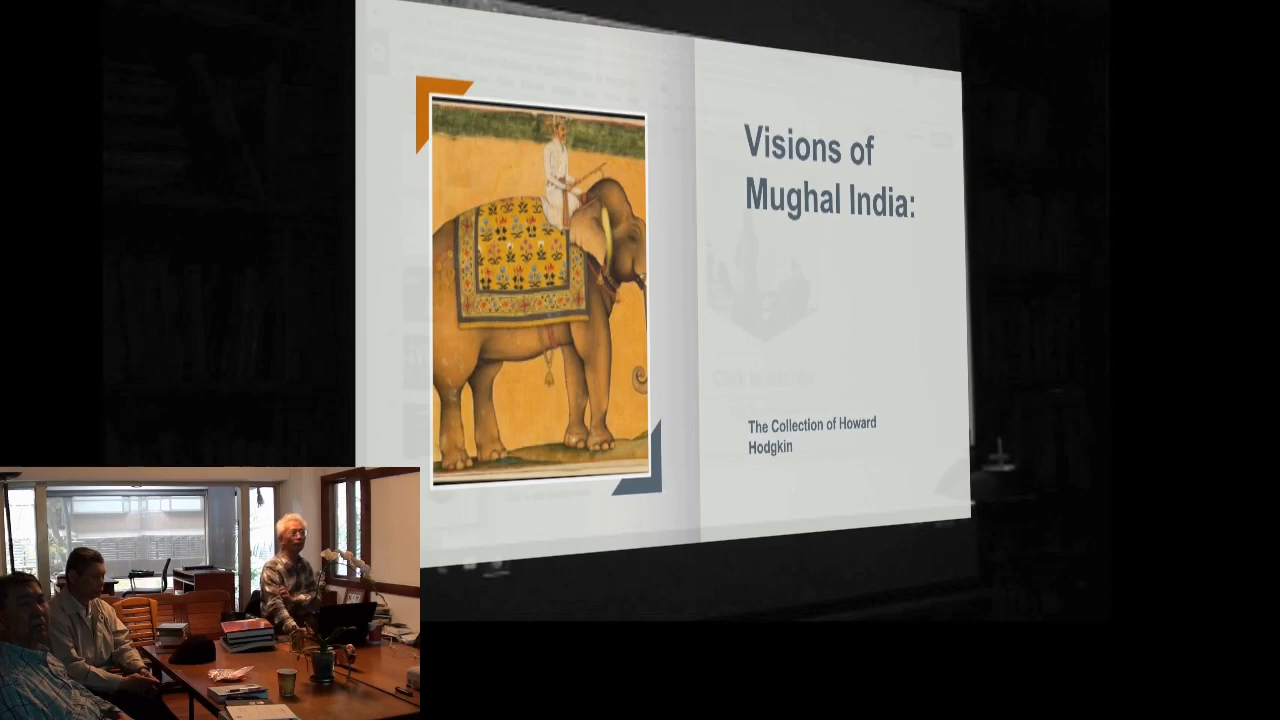 Visions of
Mughal India:
The Collection of Howard
Hodgkin